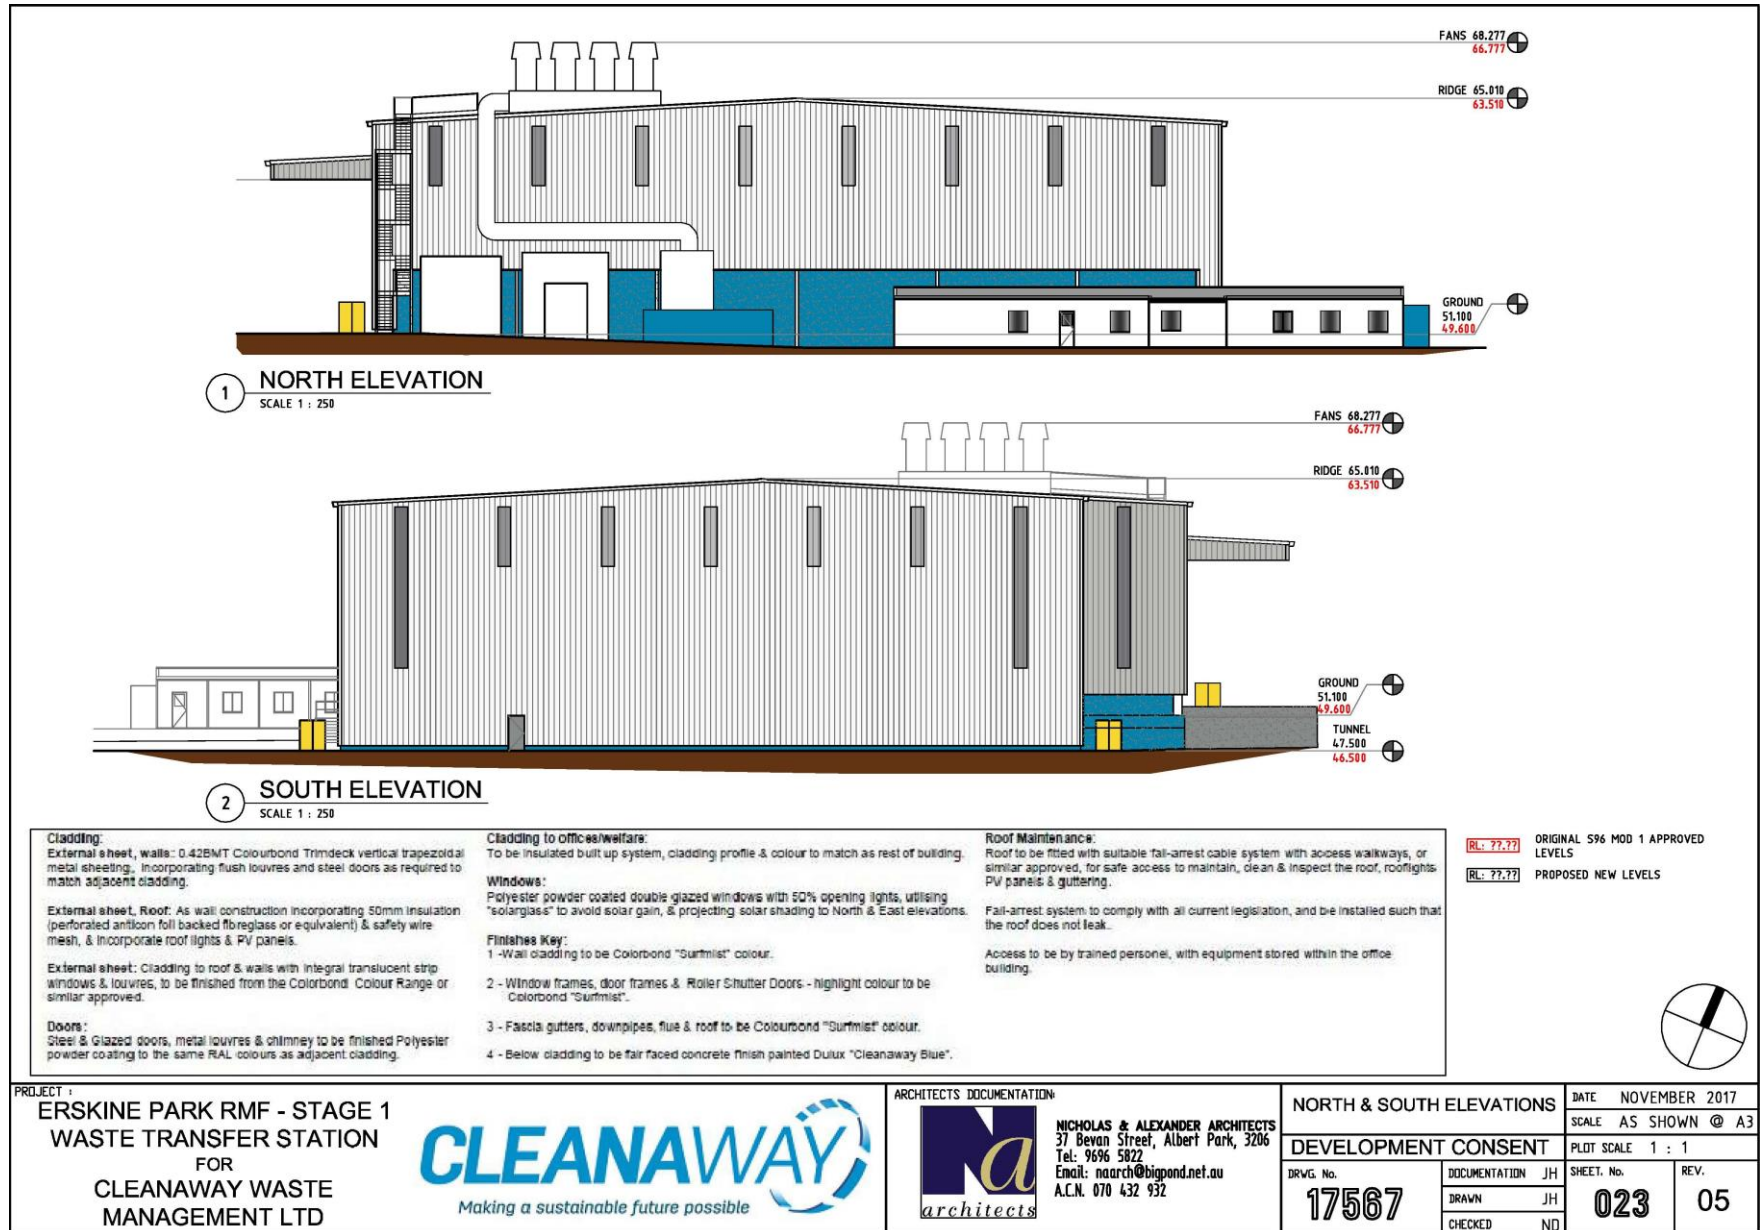 FANS 68.277
66.777
RIDGE 65.010
63.510
GROUND
51.100
49.600
1
NORTH ELEVATION
SCALE 1 : 250
FANS 68.277
66.777
RIDGE 65.010
63.510
GROUND
51.100
49.600
TUNNEL
47.500
46.500
2
SOUTH ELEVATION
SCALE 1 : 250
Cladding:
External sheet, walls: 0.42BMT Colourbond Trimdeck vertical trapezoidal
metal sheeting, incorporating flush louvres and steel doors as required to
match adjacent cladding.
External sheet, Roof: As wall construction incorporating 50mm insulation
(perforated anticon foil backed fibreglass or equivalent) & safety wire
mesh, & incorporate roof lights & PV panels.
External sheet: Cladding to roof & walls with integral translucent strip
windows & louvres, to be finished from the Colorbond Colour Range or
similar approved.
Doors:
Steel & Glazed doors, metal louvres & chimney to be finished Polyester
powder coating to the same RAL colours as adjacent cladding.
Cladding to offices/welfare:
To be insulated built up system, cladding profile & colour to match as rest of building.
Windows:
Polyester powder coated double glazed windows with 50% opening lights, utilising
"solarglass" to avoid solar gain, & projecting solar shading to North & East elevations.
Finishes Key:
1 -Wall cladding to be Colorbond "Surfmist" colour.
2 - Window frames, door frames & Roller Shutter Doors - highlight colour to be
Colorbond "Surfmist".
3 - Fascia gutters, downpipes, flue & roof to be Colourbond "Surfmist" colour.
4 - Below cladding to be fair faced concrete finish painted Dulux "Cleanaway Blue".
Roof Maintenance:
Roof to be fitted with suitable fall-arrest cable system with access walkways, or
similar approved, for safe access to maintain, clean & inspect the roof, rooflights
PV panels & guttering.
Fall-arrest system to comply with all current legislation, and be installed such that
the roof does not leak.
Access to be by trained personel, with equipment stored within the office
building.
RL: ??.?? ORIGINAL S96 MOD 1 APPROVED
LEVELS
RL: ??.?? PROPOSED NEW LEVELS
PROJECT :
ERSKINE PARK RMF - STAGE 1
WASTE TRANSFER STATION
FOR
CLEANAWAY WASTE
MANAGEMENT LTD
CLEANAWAY
Making a sustainable future possible
ARCHITECTS DOCUMENTATION:
Na
architects
NICHOLAS & ALEXANDER ARCHITECTS
37 Bevan Street, Albert Park, 3206
Tel: 9696 5822
Email: naarch@bigpond.net.au
A.C.N. 070 432 932
NORTH & SOUTH ELEVATIONS
DEVELOPMENT CONSENT
DRWG. No.
17567
DOCUMENTATION JH
DRAWN JH
CHECKED ND
DATE NOVEMBER 2017
SCALE AS SHOWN @ A3
PLOT SCALE 1 : 1
SHEET. No.
023
REV.
05